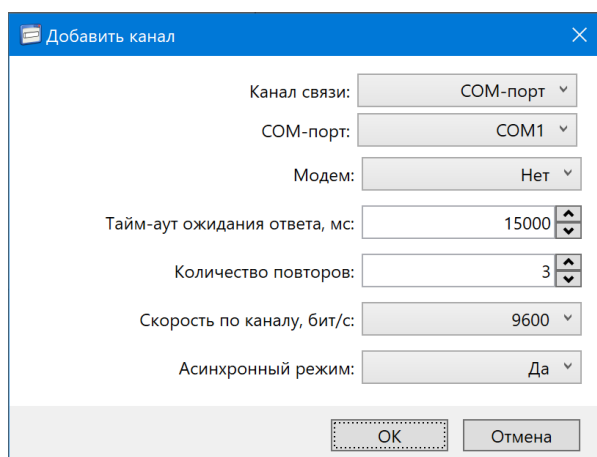 Добавить канал
Канал связи: COM-порт
COM-порт: COM1
Модем: Нет
Тайм-аут ожидания ответа, мс: 15000
Количество повторов: 3
Скорость по каналу, бит/с: 9600
Асинхронный режим: Да
ОК Отмена